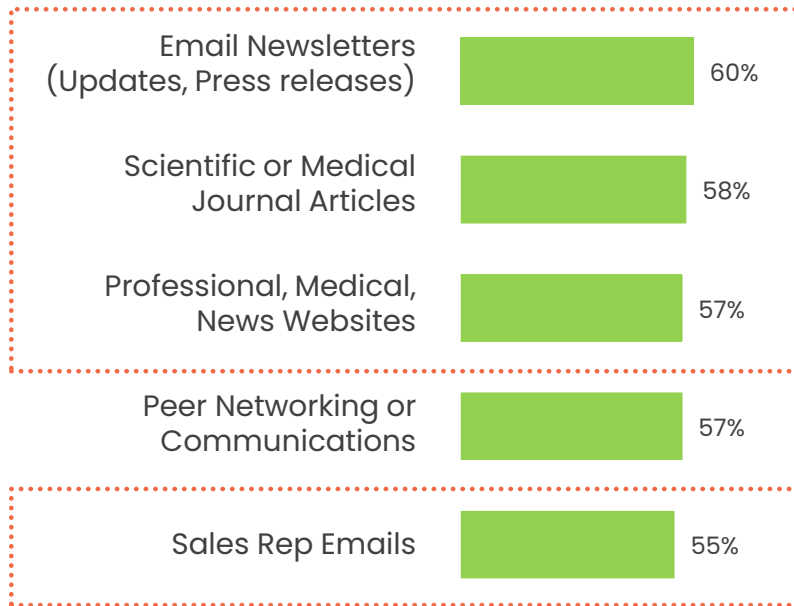 Email Newsletters
(Updates, Press releases)
60%
Scientific or Medical
Journal Articles
58%
Professional, Medical,
News Websites
57%
Peer Networking or
Communications
57%
Sales Rep Emails
55%